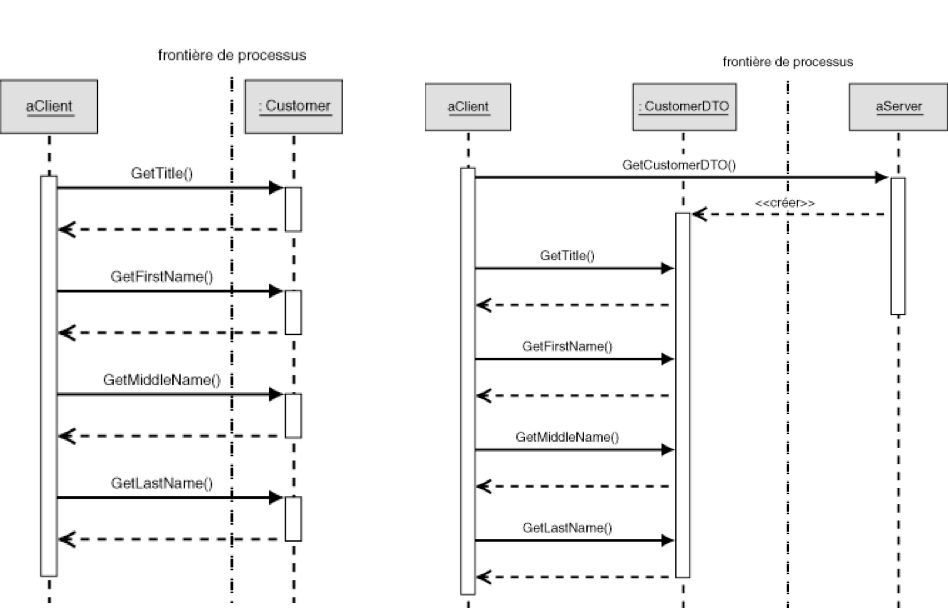 frontière de processus
aClient
: Customer
GetTitle()
GetFirstName()
GetMiddleName()
GetLastName()
frontière de processus
aClient
: CustomerDTO
aServer
GetCustomerDTO()
<<créer>>
GetTitle()
GetFirstName()
GetMiddleName()
GetLastName()